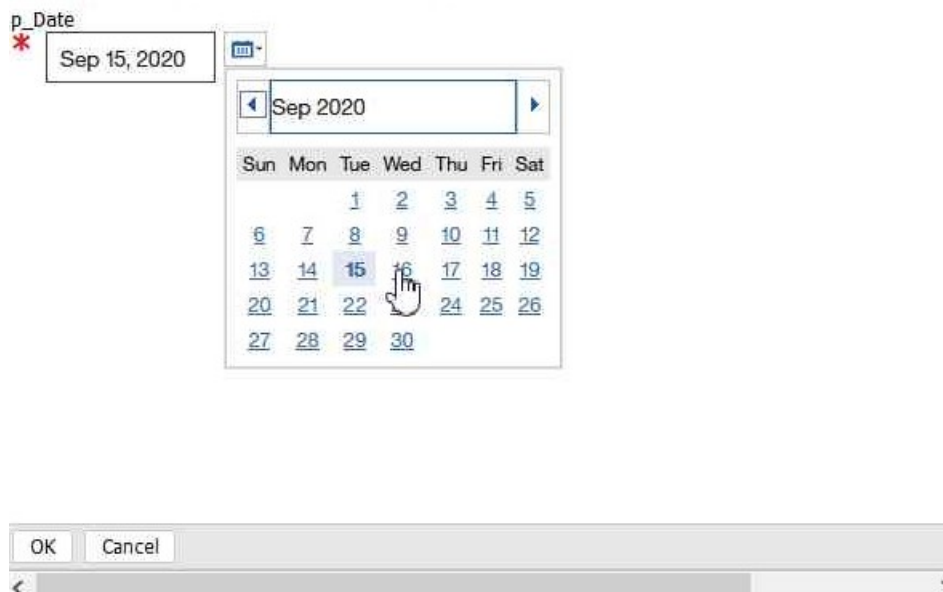 p_Date
* Sep 15, 2020
Sep 2020
Sun Mon Tue Wed Thu Fri Sat
1 2 3 4 5
6 7 8 9 10 11 12
13 14 15 16 17 18 19
20 21 22 24 25 26
27 28 29 30
OK Cancel